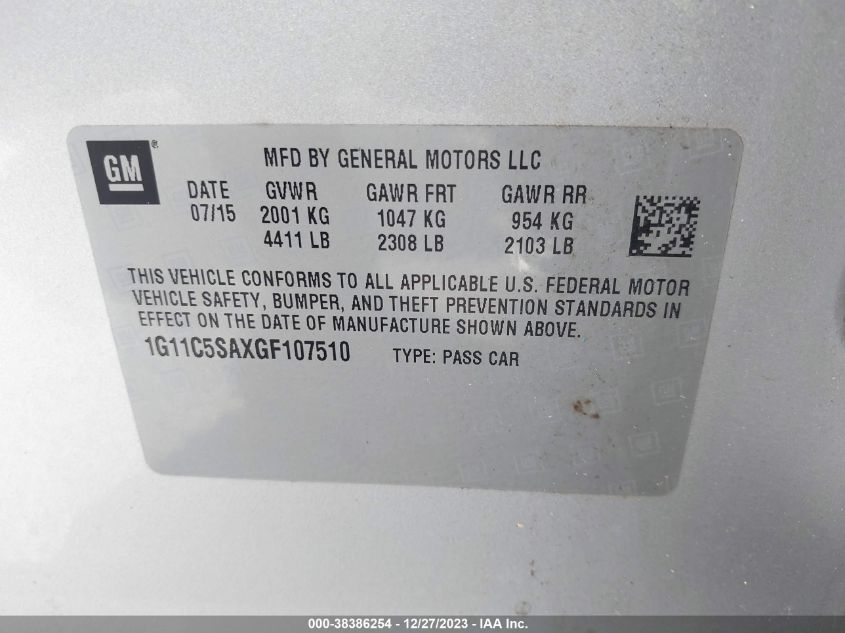 GM ®
MFD BY GENERAL MOTORS LLC
DATE GVWR GAWR FRT GAWR RR
07/15 2001 KG 1047 KG 954 KG
4411 LB 2308 LB 2103 LB
THIS VEHICLE CONFORMS TO ALL APPLICABLE U.S. FEDERAL MOTOR
VEHICLE SAFETY, BUMPER, AND THEFT PREVENTION STANDARDS IN
EFFECT ON THE DATE OF MANUFACTURE SHOWN ABOVE.
1G11C5SAXGF107510 TYPE: PASS CAR
000-38386254 - 12/27/2023 - IAA Inc.